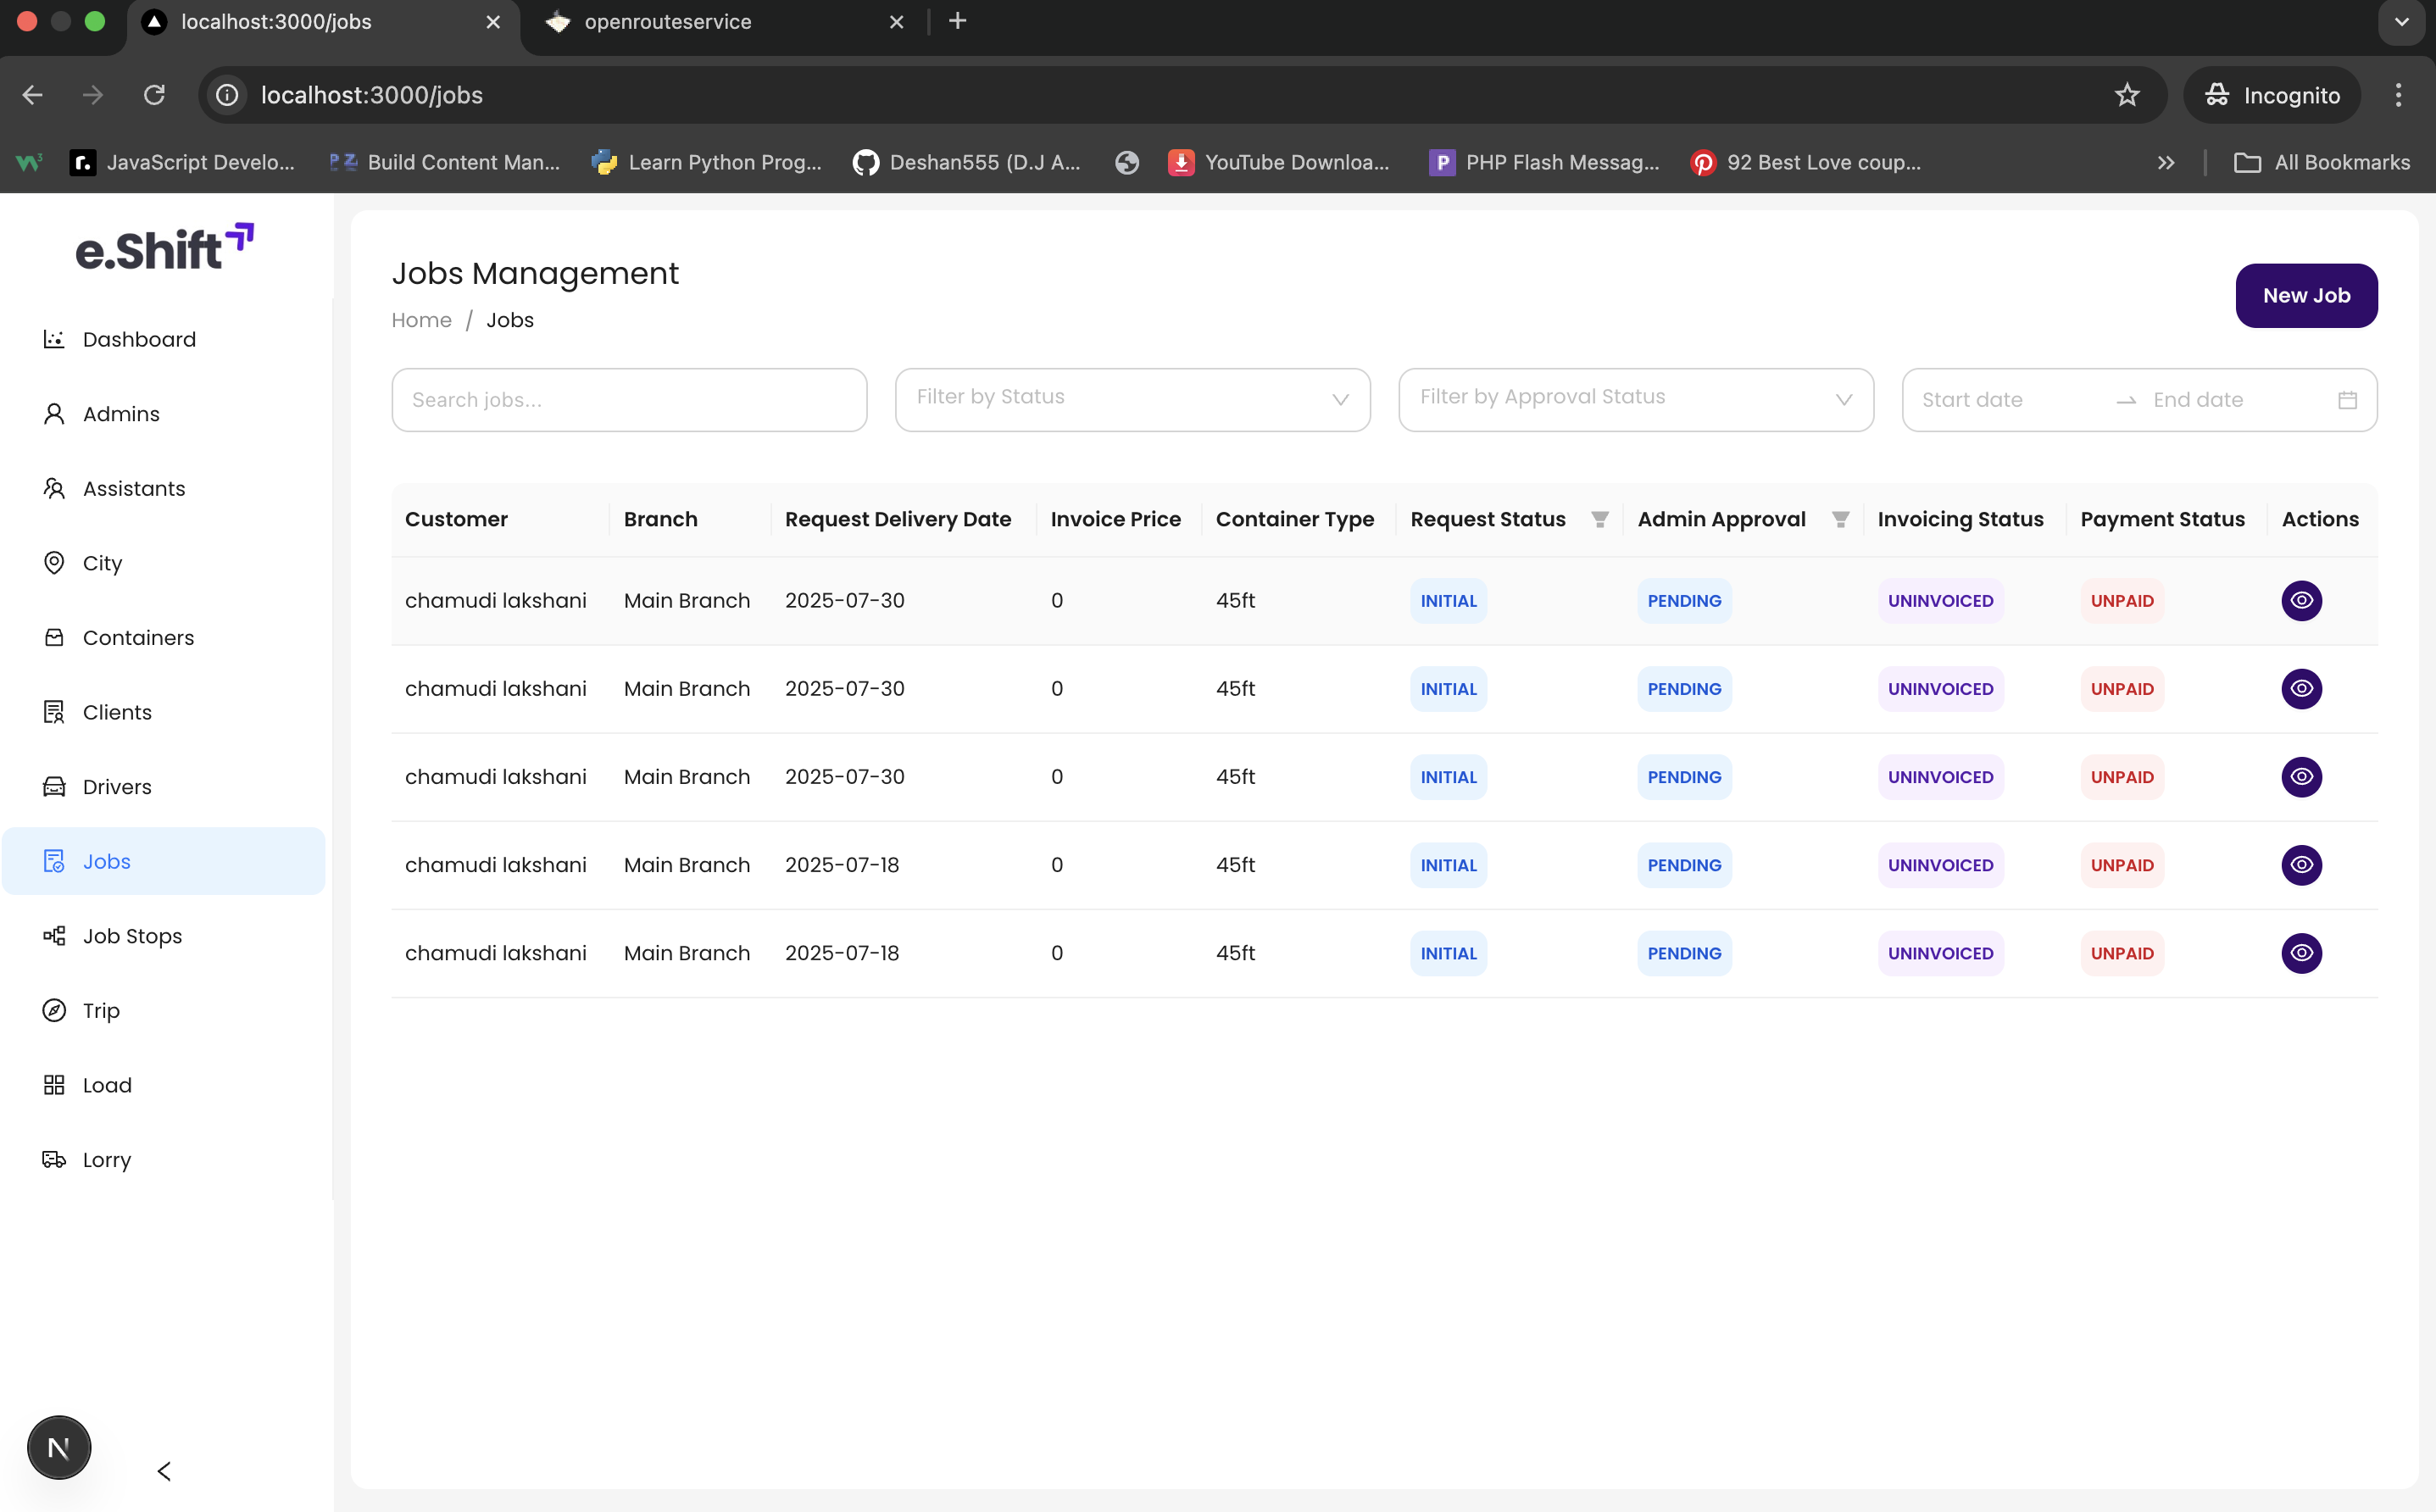 localhost:3000/jobs
openrouteservice
localhost:3000/jobs
Incognito
JavaScript Develo...
Build Content Man...
Learn Python Prog...
Deshan555 (D.J A...
YouTube Downloa...
PHP Flash Messag...
92 Best Love coup...
All Bookmarks
e.Shift
Dashboard
Admins
Assistants
City
Containers
Clients
Drivers
Jobs
Job Stops
Trip
Load
Lorry
N
Jobs Management
Home / Jobs
New Job
Search jobs...
Filter by Status
Filter by Approval Status
Start date
End date
Customer Branch Request Delivery Date Invoice Price Container Type Request Status Admin Approval Invoicing Status Payment Status Actions
chamudi lakshani Main Branch 2025-07-30 0 45ft INITIAL PENDING UNINVOICED UNPAID
chamudi lakshani Main Branch 2025-07-30 0 45ft INITIAL PENDING UNINVOICED UNPAID
chamudi lakshani Main Branch 2025-07-30 0 45ft INITIAL PENDING UNINVOICED UNPAID
chamudi lakshani Main Branch 2025-07-18 0 45ft INITIAL PENDING UNINVOICED UNPAID
chamudi lakshani Main Branch 2025-07-18 0 45ft INITIAL PENDING UNINVOICED UNPAID